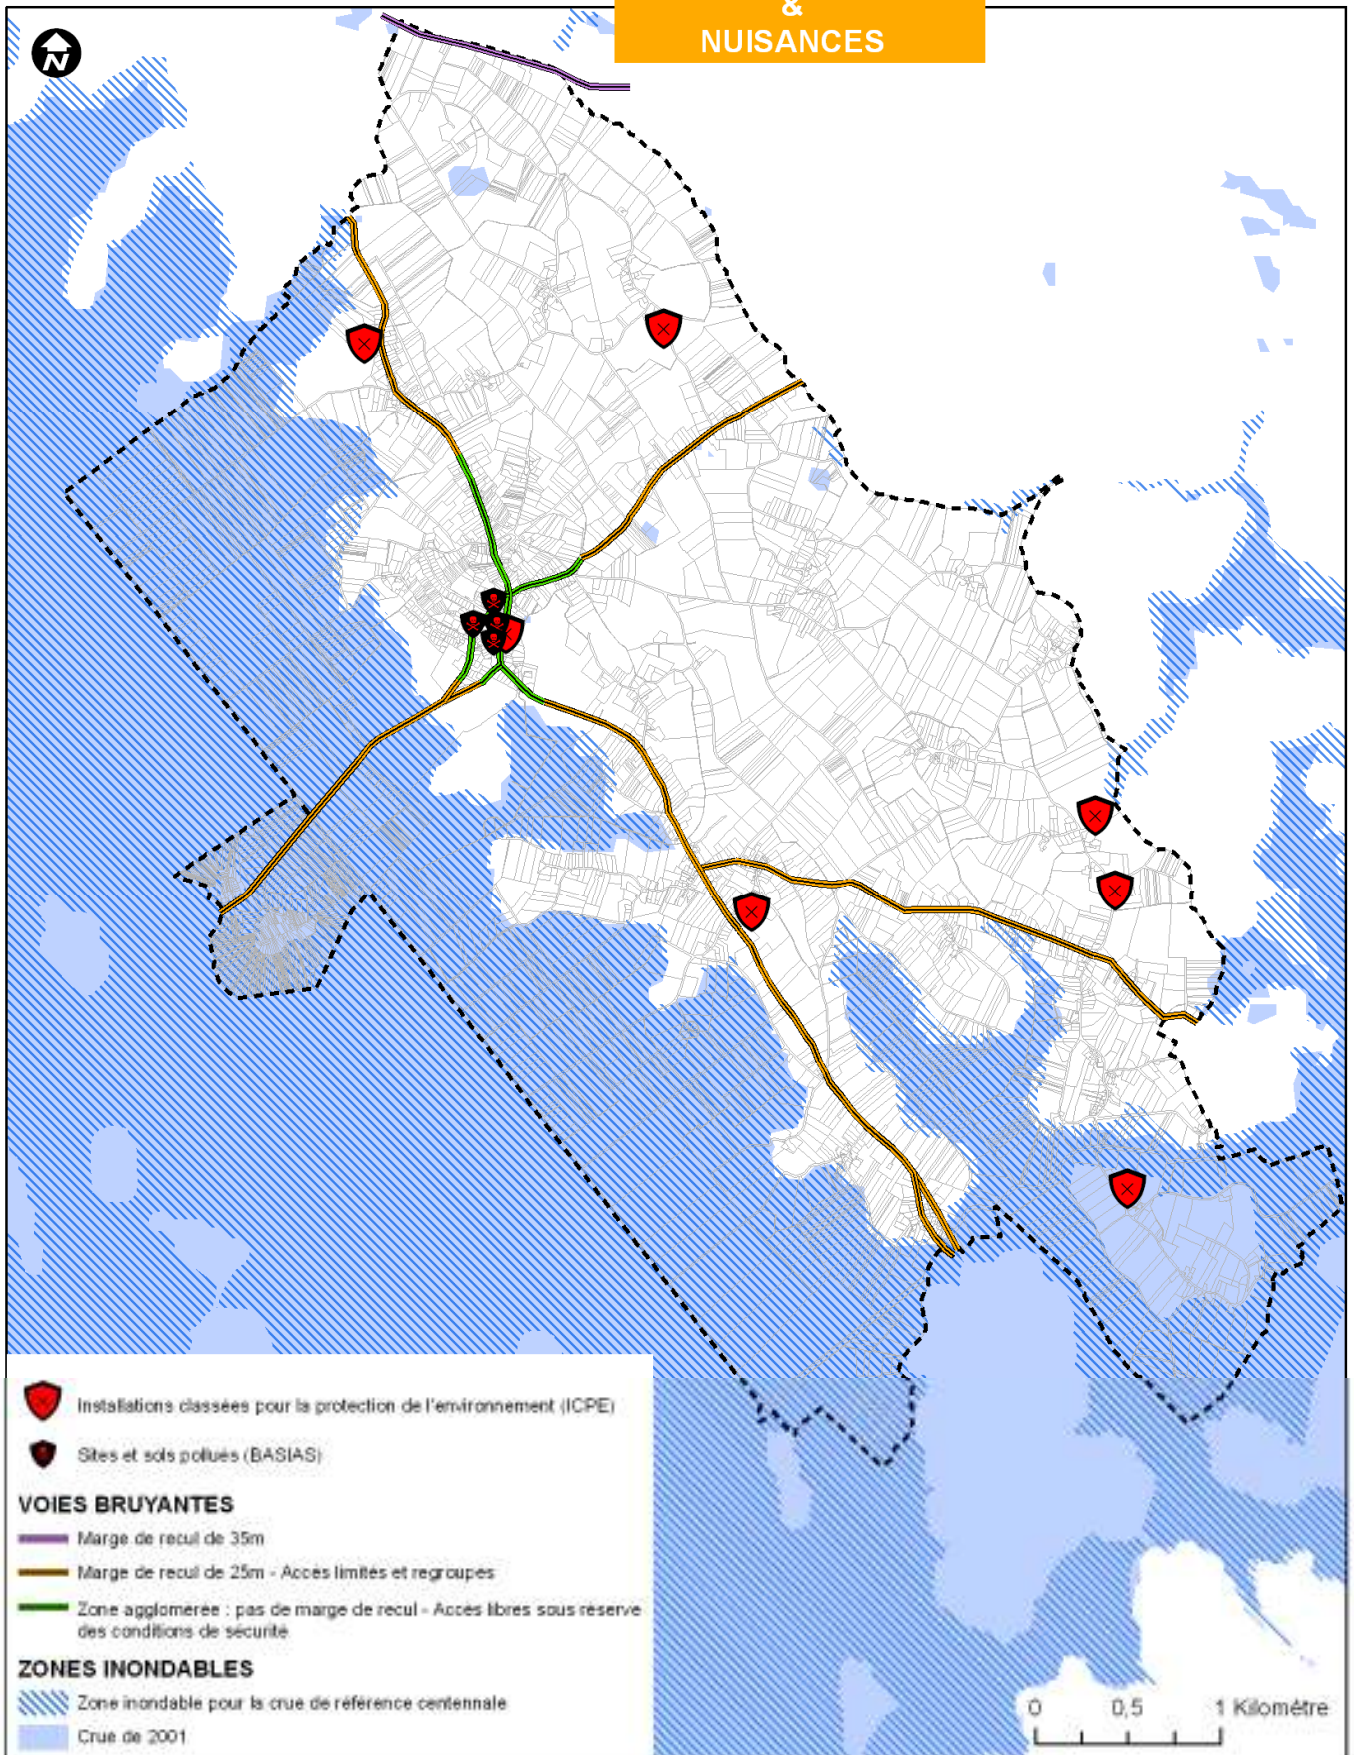 &
NUISANCES
N
Installations classées pour la protection de l'environnement (ICPE)
Sites et sols pollués (BASIAS)
VOIES BRUYANTES
Marge de recul de 35m
Marge de recul de 25m - Accès limités et regroupés
Zone agglomérée : pas de marge de recul - Accès libres sous réserve
des conditions de sécurité
ZONES INONDABLES
Zone inondable pour la crue de référence centennale
Crue de 2001
0 0,5 1 Kilomètre